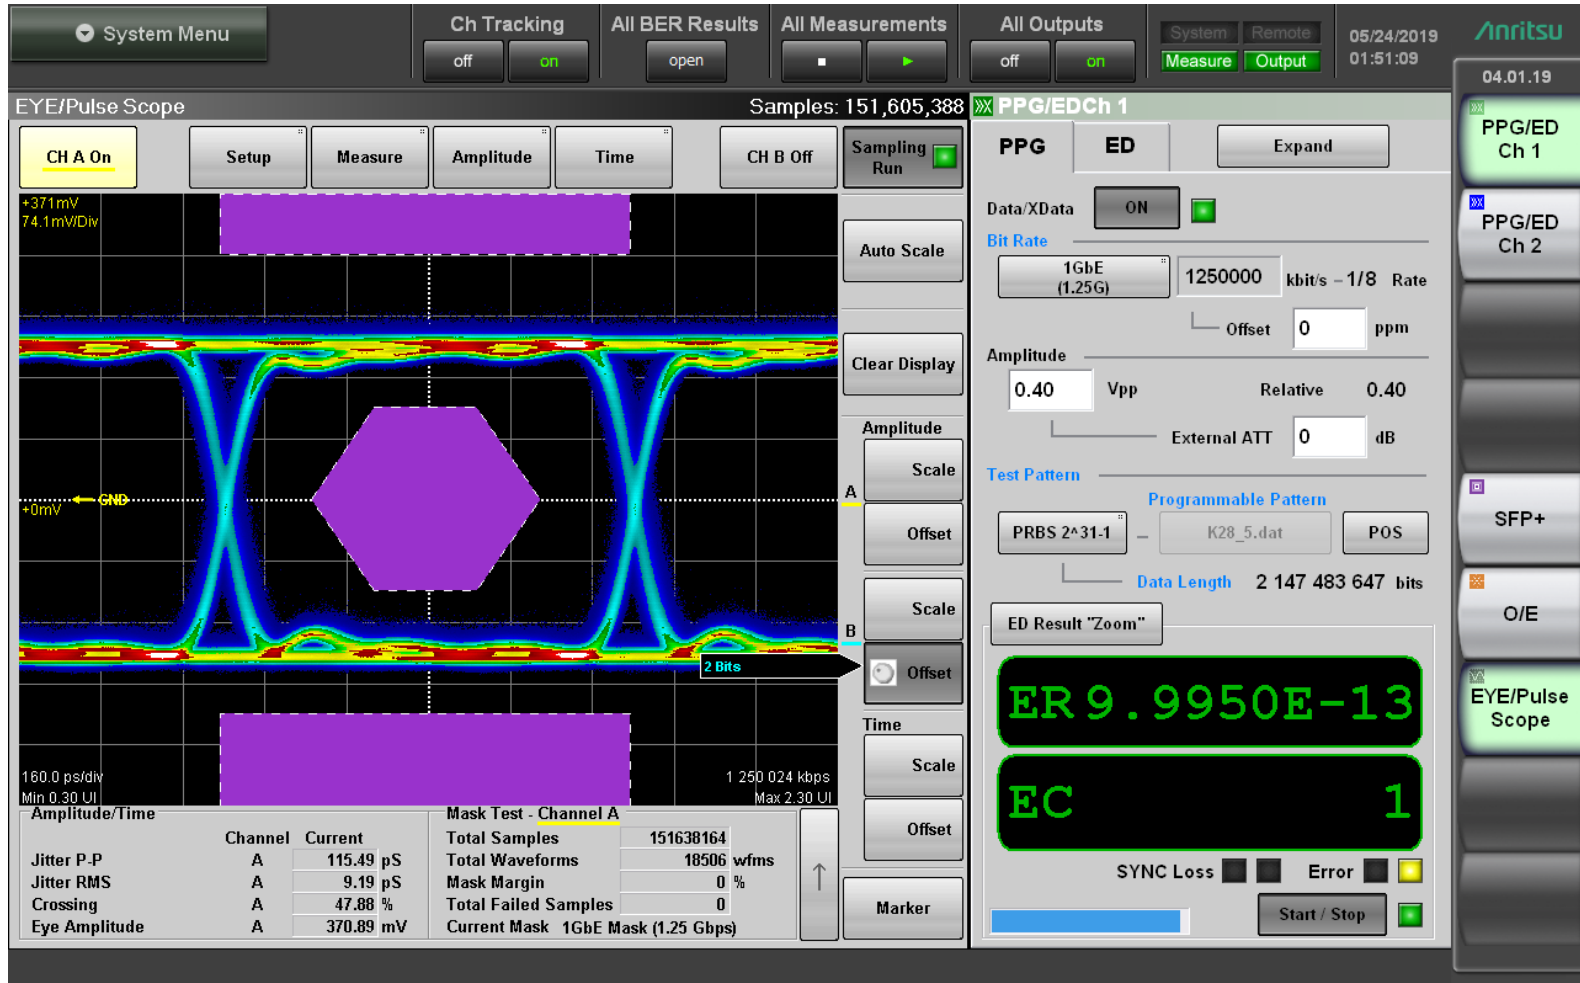 System Menu
Ch Tracking
off
on
All BER Results
open
All Measurements
All Outputs
off
on
System
Remote
Measure
Output
05/24/2019
01:51:09
Anritsu
04.01.19
EYE/Pulse Scope
Samples: 151,605,388
CH A On
Setup
Measure
Amplitude
Time
CH B Off
Sampling
Run
+371mV
74.1mV/Div
GND
+0mV
2 Bits
160.0 ps/div
Min 0.30 UI
1 250 024 kbps
Max 2.30 UI
Auto Scale
Clear Display
Amplitude
Scale
A
Offset
Scale
B
Offset
Time
Scale
Offset
Marker
Amplitude/Time
Channel Current
Jitter P-P A 115.49 pS
Jitter RMS A 9.19 pS
Crossing A 47.88 %
Eye Amplitude A 370.89 mV
Mask Test - Channel A
Total Samples 151638164
Total Waveforms 18506 wfms
Mask Margin 0 %
Total Failed Samples 0
Current Mask 1GbE Mask (1.25 Gbps)
PPG/EDCh 1
PPG
ED
Expand
Data/XData
ON
Bit Rate
1GbE
(1.25G)
1250000 kbit/s - 1/8 Rate
Offset 0 ppm
Amplitude
0.40 Vpp
Relative 0.40
External ATT 0 dB
Test Pattern
Programmable Pattern
PRBS 2^31-1 - K28_5.dat POS
Data Length 2 147 483 647 bits
ED Result "Zoom"
ER 9.9950E-13
EC 1
SYNC Loss
Error
Start / Stop
PPG/ED
Ch 1
PPG/ED
Ch 2
SFP+
O/E
EYE/Pulse
Scope